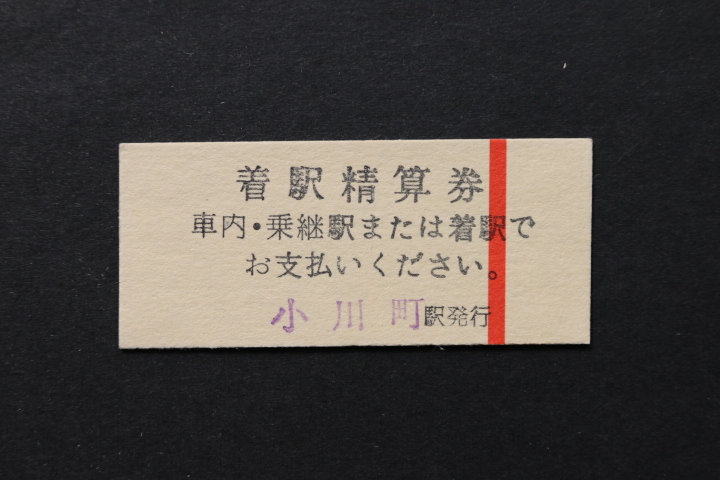 着駅精算券
車内・乗継駅または着駅で
お支払いください。
小川町駅発行